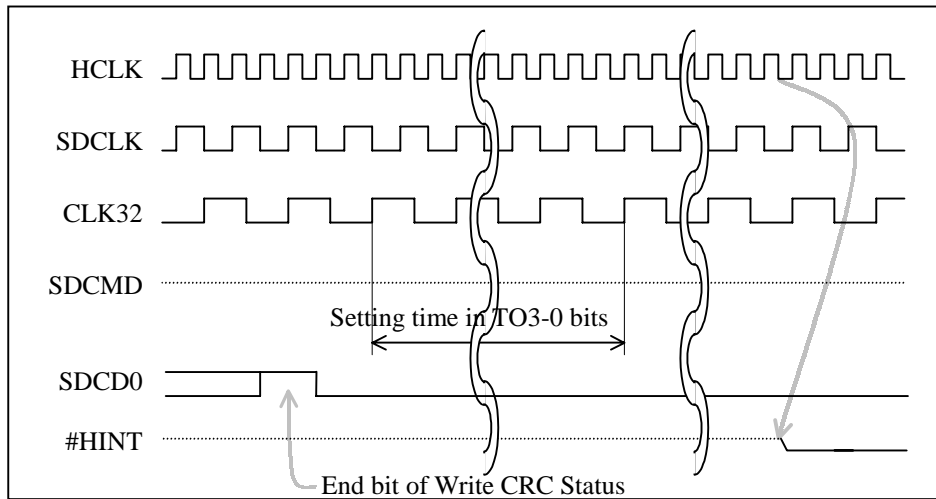 HCLK
SDCLK
CLK32
SDCMD
Setting time in TO3-0 bits
SDCD0
#HINT
End bit of Write CRC Status